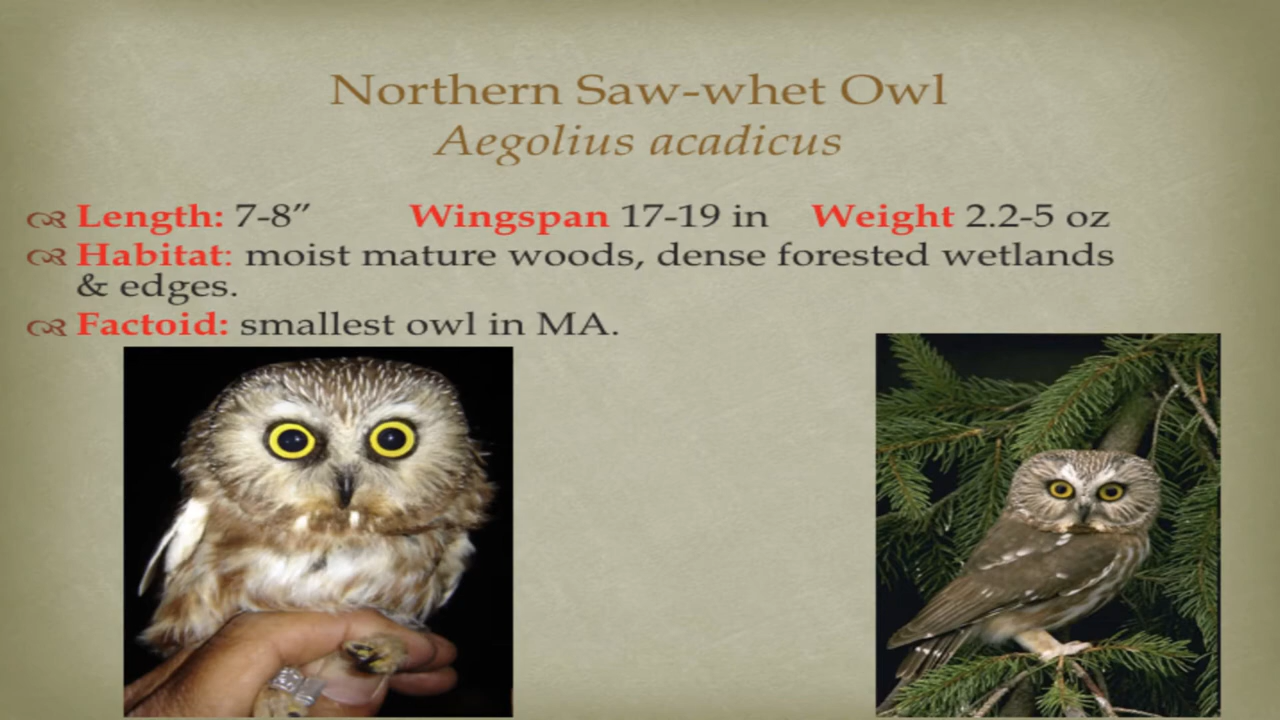 Northern Saw-whet Owl
Aegolius acadicus
Length: 7-8” Wingspan 17-19 in Weight 2.2-5 oz
Habitat: moist mature woods, dense forested wetlands
& edges.
Factoid: smallest owl in MA.